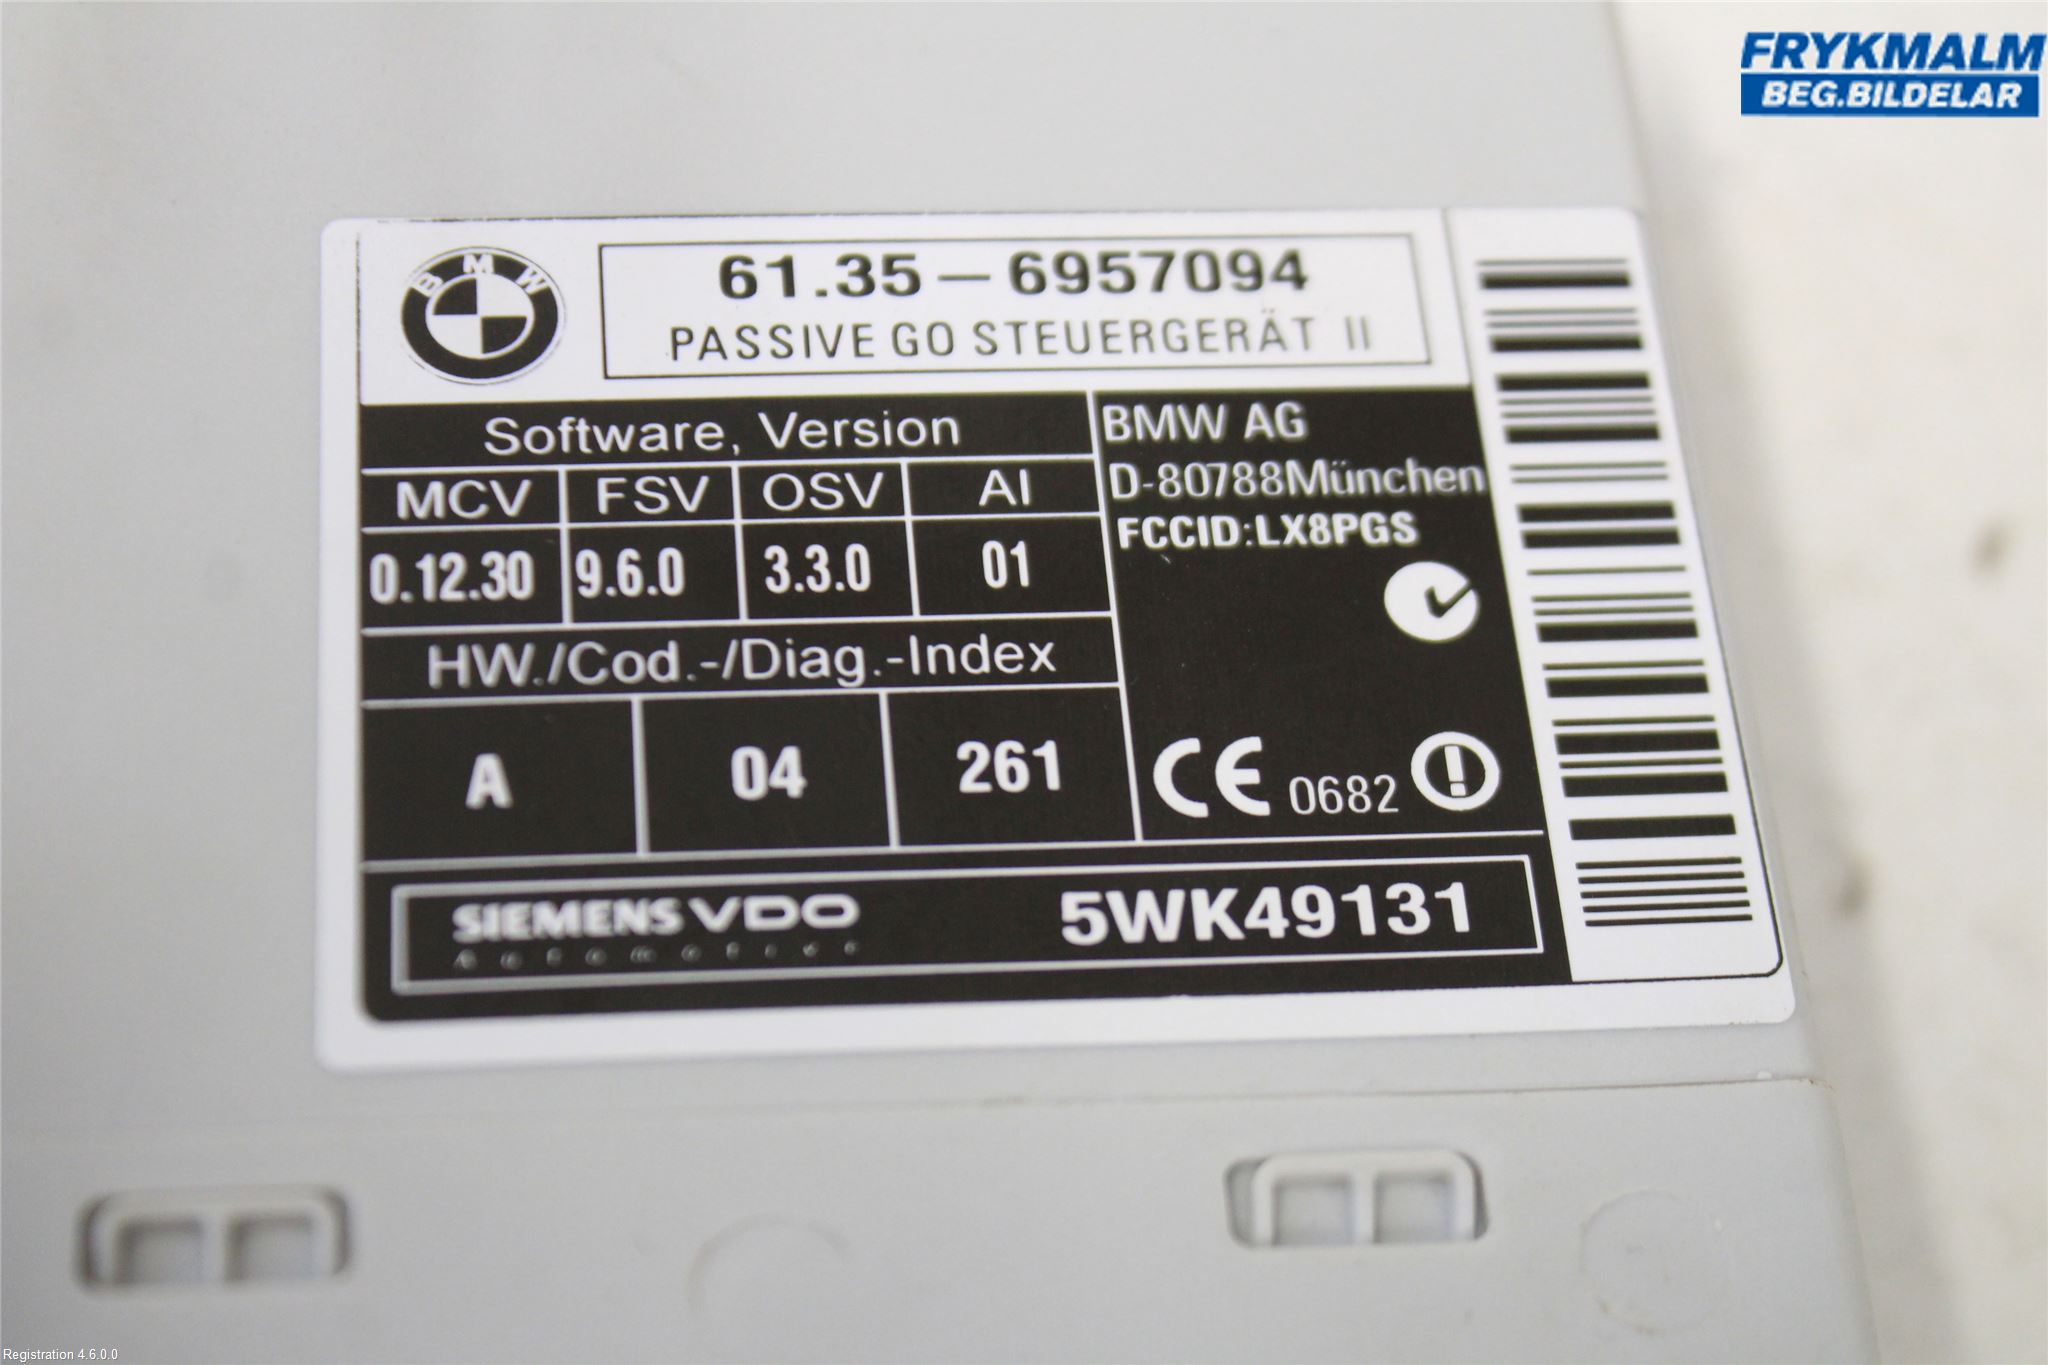 FRYKMALM
BEG.BILDELAR
BMW
61.35 – 6957094
PASSIVE GO STEUERGERÄT II
Software, Version
MCV FSV OSV AI
0.12.30 9.6.0 3.3.0 01
HW./Cod.-/Diag.-Index
A 04 261
BMW AG
D-80788München
FCCID:LX8PGS
CE 0682
SIEMENS VDO
Automotive
5WK49131
Registration 4.6.0.0